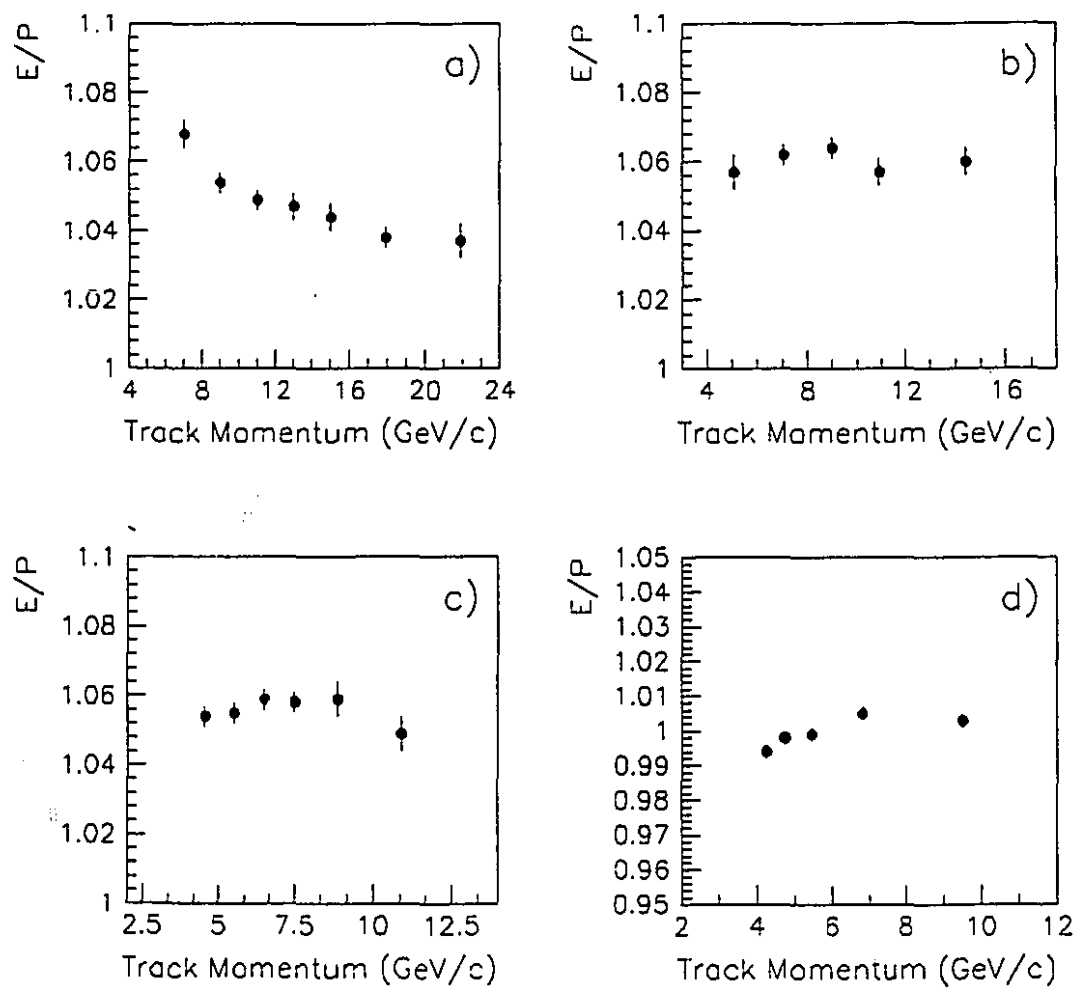 E/P
1.1
1.08
1.06
1.04
1.02
1
a)
4 8 12 16 20 24
Track Momentum (GeV/c)
E/P
1.1
1.08
1.06
1.04
1.02
1
b)
4 8 12 16
Track Momentum (GeV/c)
E/P
1.1
1.08
1.06
1.04
1.02
1
c)
2.5 5 7.5 10 12.5
Track Momentum (GeV/c)
E/P
1.05
1.04
1.03
1.02
1.01
1
0.99
0.98
0.97
0.96
0.95
d)
2 4 6 8 10 12
Track Momentum (GeV/c)